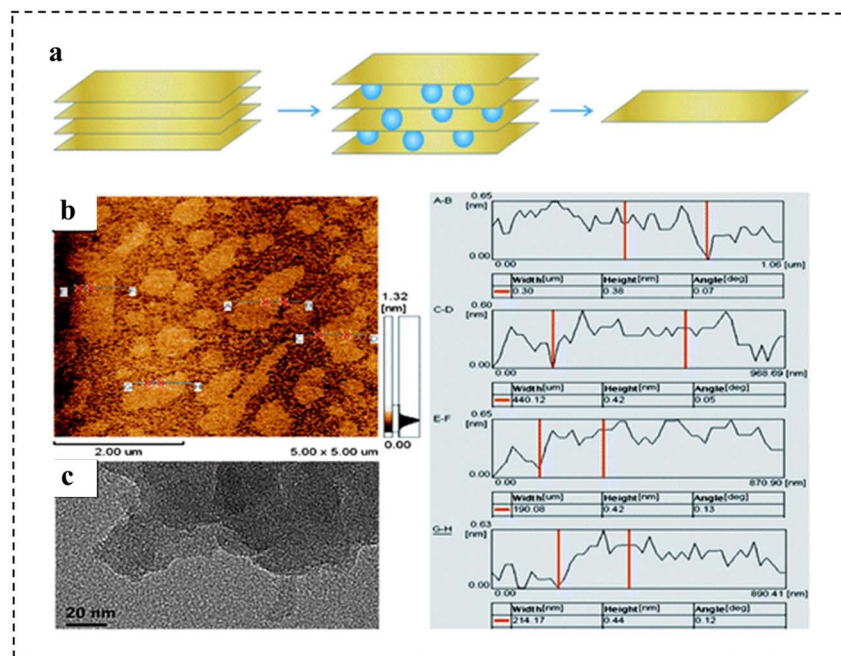 a
b
A
B
C
D
E
F
G
H
1.32
[nm]
0.00
2.00 um
5.00 x 5.00 um
c
20 nm
A-B
0.65
[nm]
0.00
0.00
1.06 [um]
Width[um] Height[nm] Angle[deg]
0.30 0.38 0.07
C-D
0.60
[nm]
0.00
0.00
968.69 [nm]
Width[nm] Height[nm] Angle[deg]
440.12 0.42 0.05
E-F
0.65
[nm]
0.00
0.00
870.90 [nm]
Width[nm] Height[nm] Angle[deg]
190.08 0.42 0.13
G-H
0.63
[nm]
0.00
0.00
890.41 [nm]
Width[nm] Height[nm] Angle[deg]
214.17 0.44 0.12